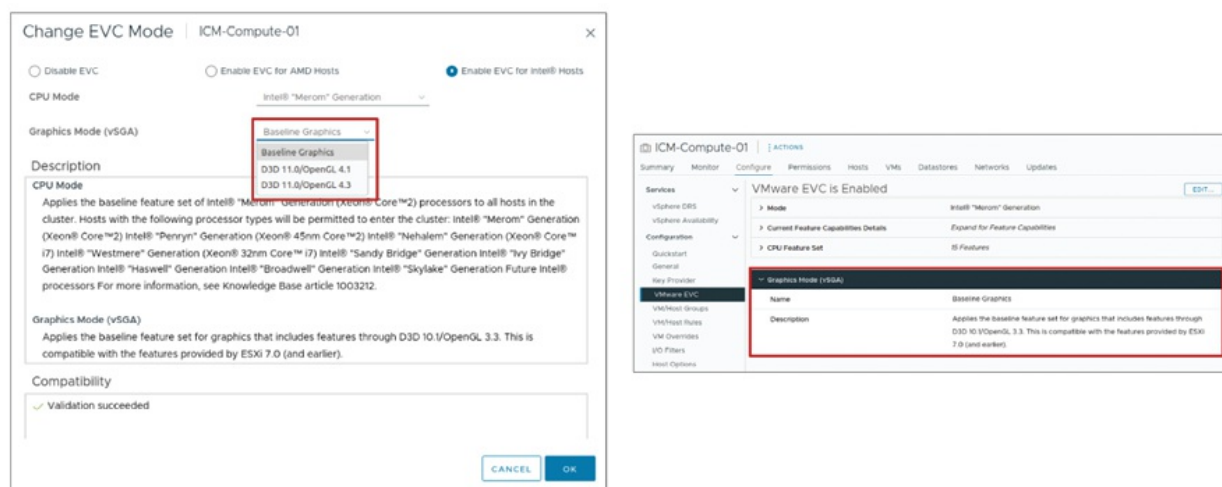 Change EVC Mode | ICM-Compute-01
Disable EVC
Enable EVC for AMD Hosts
Enable EVC for Intel® Hosts
CPU Mode
Intel® "Merom" Generation
Graphics Mode (vSGA)
Baseline Graphics
Baseline Graphics
D3D 11.0/OpenGL 4.1
D3D 11.0/OpenGL 4.3
Description
CPU Mode
Applies the baseline feature set of Intel® "Merom" Generation (Xeon® Core™2) processors to all hosts in the
cluster. Hosts with the following processor types will be permitted to enter the cluster: Intel® "Merom" Generation
(Xeon® Core™2) Intel® "Penryn" Generation (Xeon® 45nm Core™2) Intel® "Nehalem" Generation (Xeon® Core™
i7) Intel® "Westmere" Generation (Xeon® 32nm Core™ i7) Intel® "Sandy Bridge" Generation Intel® "Ivy Bridge"
Generation Intel® "Haswell" Generation Intel® "Broadwell" Generation Intel® "Skylake" Generation Future Intel®
processors For more information, see Knowledge Base article 1003212.
Graphics Mode (vSGA)
Applies the baseline feature set for graphics that includes features through D3D 10.1/OpenGL 3.3. This is
compatible with the features provided by ESXi 7.0 (and earlier).
Compatibility
Validation succeeded
CANCEL
OK
ICM-Compute-01 | ACTIONS
Summary Monitor Configure Permissions Hosts VMs Datastores Networks Updates
Services
vSphere DRS
vSphere Availability
Configuration
Quickstart
General
Key Provider
VMware EVC
VM/Host Groups
VM/Host Rules
VM Overrides
I/O Filters
Host Options
VMware EVC is Enabled
EDIT...
> Mode
Intel® "Merom" Generation
> Current Feature Capabilities Details
Expand for Feature Capabilities
> CPU Feature Set
15 Features
Graphics Mode (vSGA)
Name
Baseline Graphics
Description
Applies the baseline feature set for graphics that includes features through
D3D 10.1/OpenGL 3.3. This is compatible with the features provided by ESXi
7.0 (and earlier).